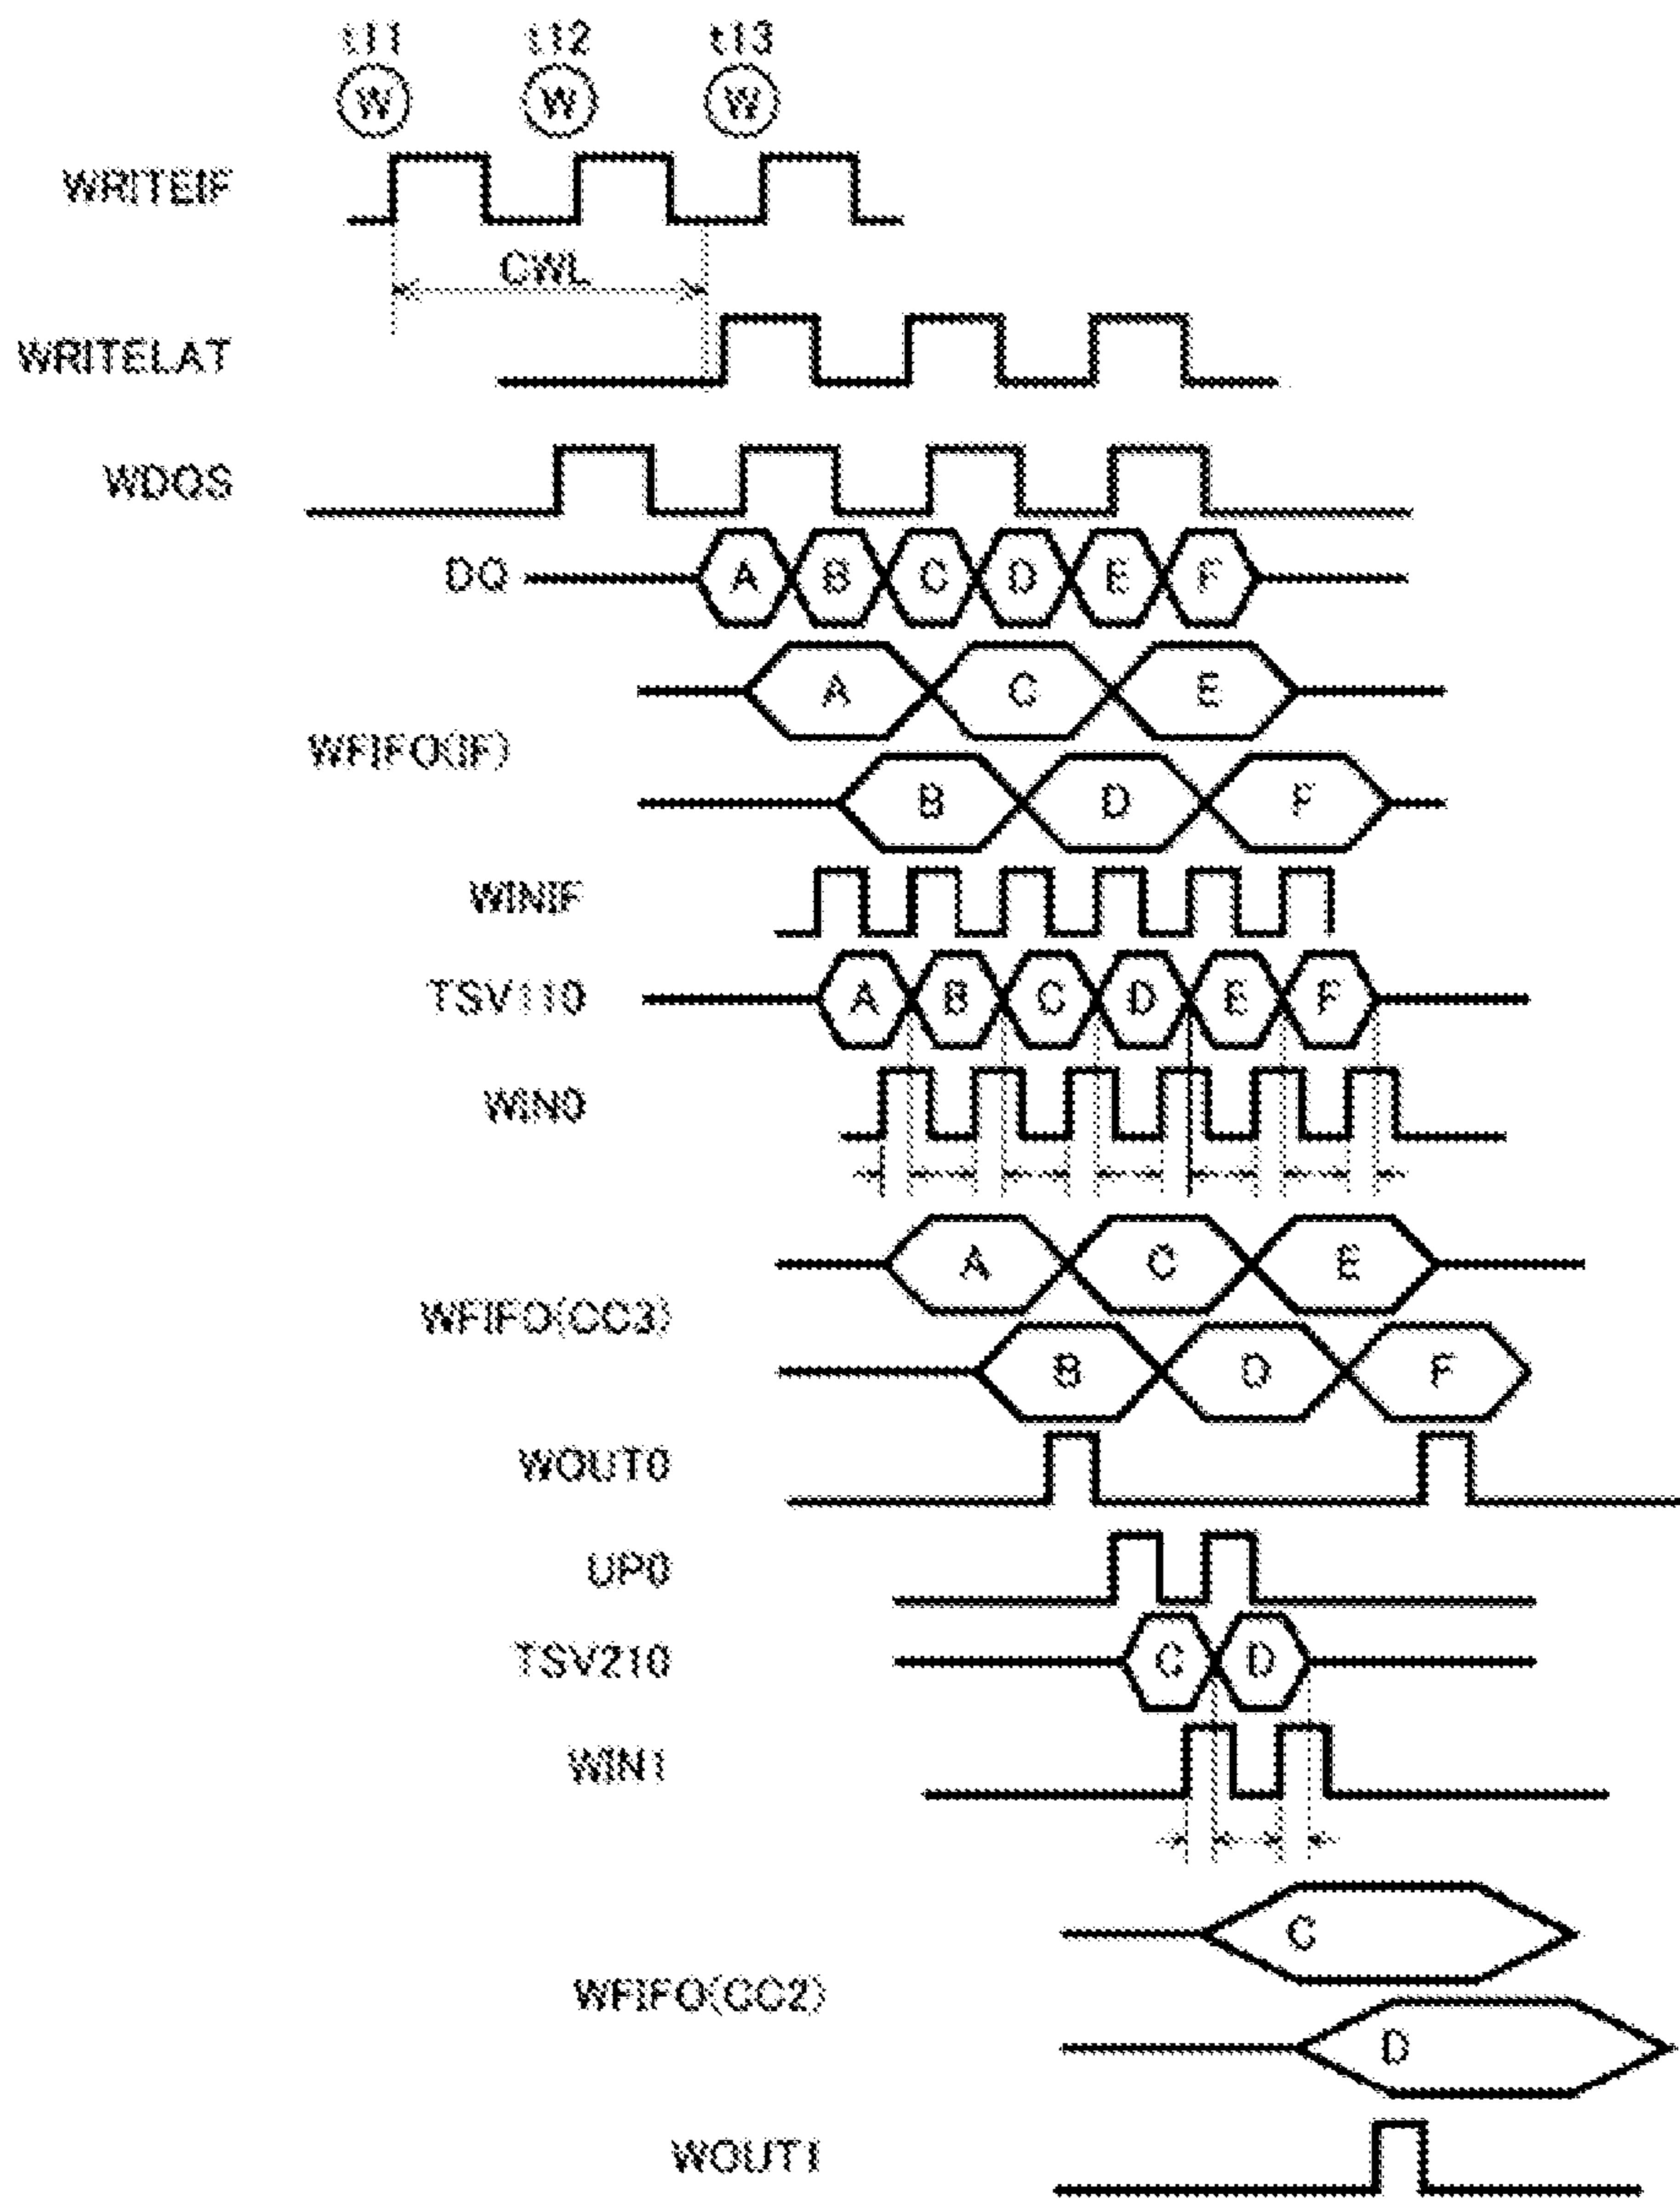 t11 t12 t13
W W W
WRITEIF
CWL
WRITELAT
WDQS
DQ A B C D E F
A C E
WFIFO(IF)
B D F
WINIF
TSV110 A B C D E F
WIN0
A C E
WFIFO(CC3)
B D F
WOUT0
UP0
TSV210 C D
WIN1
C
WFIFO(CC2)
D
WOUT1